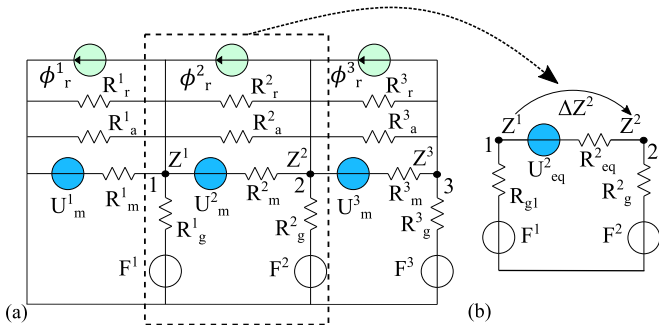 ϕ¹ᵣ ϕ²ᵣ ϕ³ᵣ
R¹ᵣ R²ᵣ R³ᵣ
R¹ₐ R²ₐ R³ₐ
Z¹ Z² Z³
1 2 3
U¹ₘ R¹ₘ U²ₘ R²ₘ U³ₘ R³ₘ
R¹g R²g R³g
F¹ F² F³
(a)
ΔZ²
Z¹ Z²
1 2
U²eq R²eq
Rg1 R²g
F¹ F²
(b)